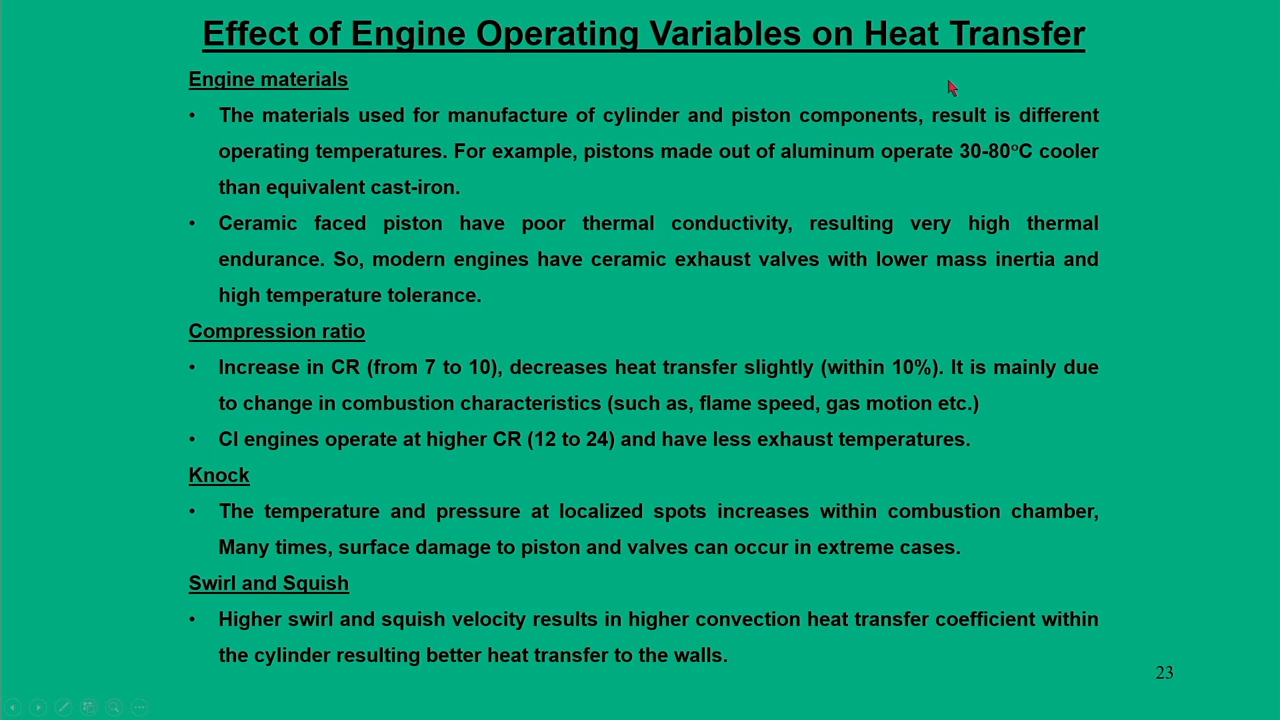 Effect of Engine Operating Variables on Heat Transfer
Engine materials
• The materials used for manufacture of cylinder and piston components, result is different
operating temperatures. For example, pistons made out of aluminum operate 30-80°C cooler
than equivalent cast-iron.
• Ceramic faced piston have poor thermal conductivity, resulting very high thermal
endurance. So, modern engines have ceramic exhaust valves with lower mass inertia and
high temperature tolerance.
Compression ratio
• Increase in CR (from 7 to 10), decreases heat transfer slightly (within 10%). It is mainly due
to change in combustion characteristics (such as, flame speed, gas motion etc.)
• CI engines operate at higher CR (12 to 24) and have less exhaust temperatures.
Knock
• The temperature and pressure at localized spots increases within combustion chamber,
Many times, surface damage to piston and valves can occur in extreme cases.
Swirl and Squish
• Higher swirl and squish velocity results in higher convection heat transfer coefficient within
the cylinder resulting better heat transfer to the walls.
23